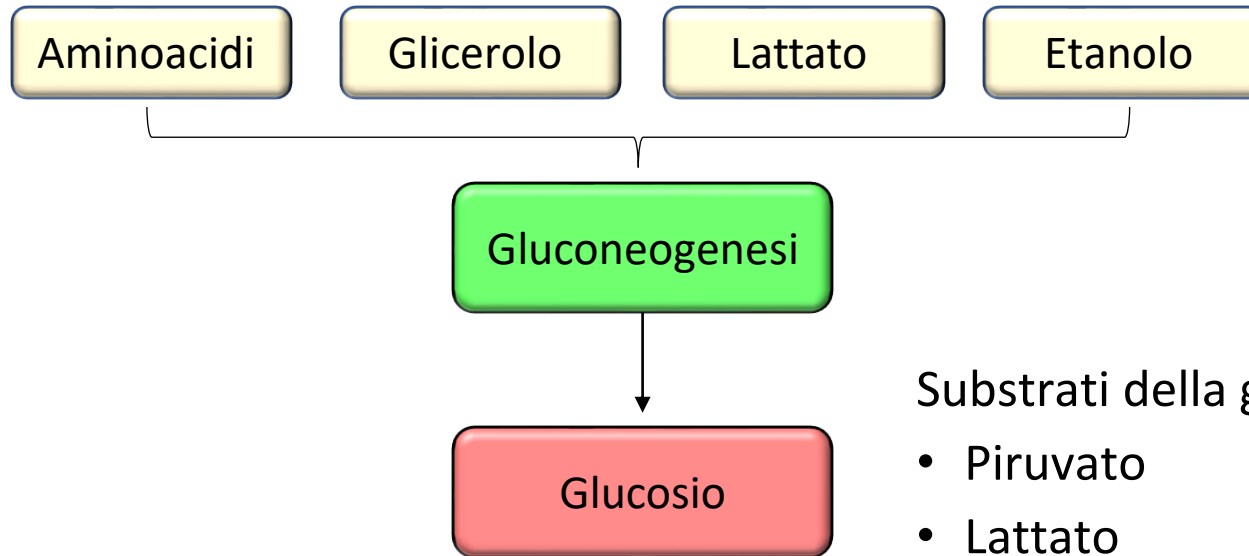 Aminoacidi Glicerolo Lattato Etanolo
Gluconeogenesi
Substrati della g
• Piruvato
Glucosio
• Lattato